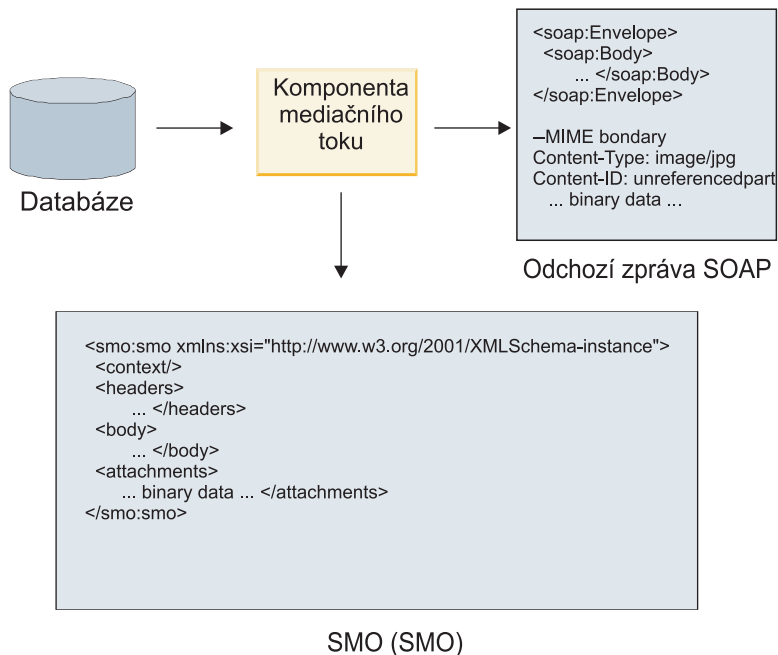 Databáze
Komponenta
mediačního
toku
<soap:Envelope>
<soap:Body>
... </soap:Body>
</soap:Envelope>
–MIME bondary
Content-Type: image/jpg
Content-ID: unreferencedpart
... binary data ...
Odchozí zpráva SOAP
<smo:smo xmlns:xsi="http://www.w3.org/2001/XMLSchema-instance">
<context/>
<headers>
... </headers>
<body>
... </body>
<attachments>
... binary data ... </attachments>
</smo:smo>
SMO (SMO)